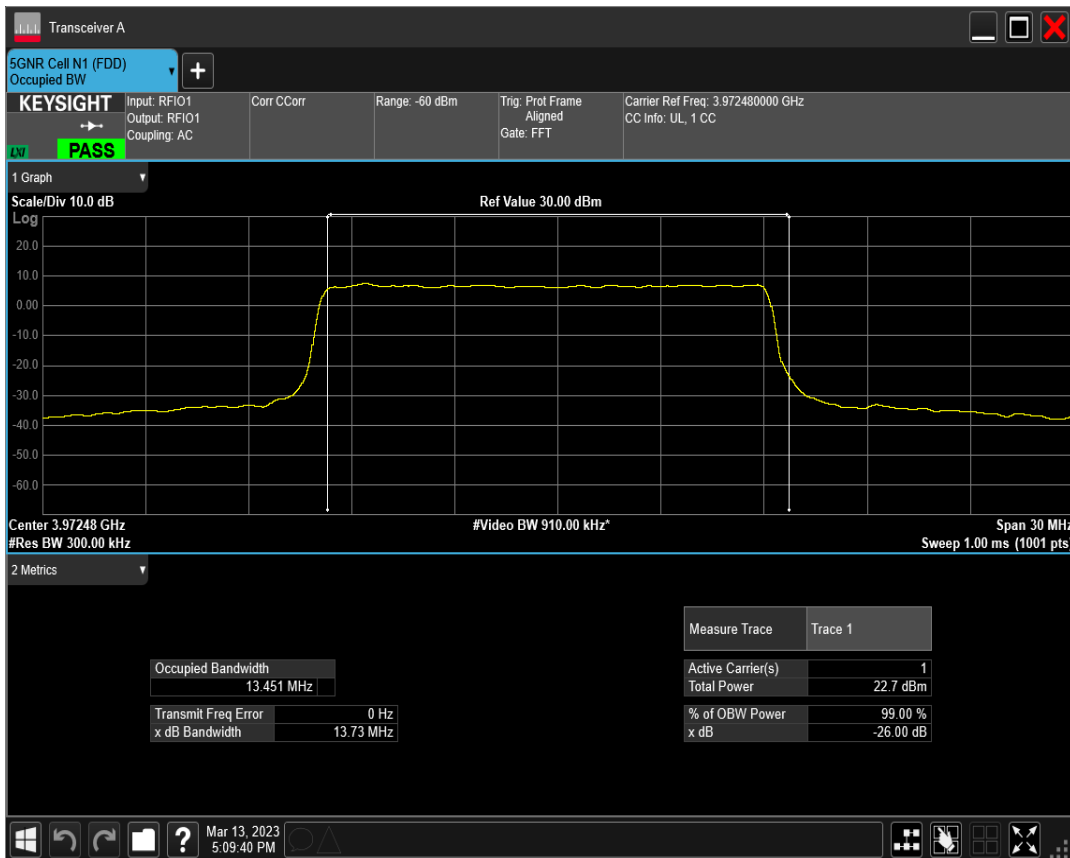 Transceiver A
5GNR Cell N1 (FDD)
Occupied BW
KEYSIGHT
LXI
PASS
Input: RFIO1
Output: RFIO1
Coupling: AC
Corr CCorr
Range: -60 dBm
Trig: Prot Frame
Aligned
Gate: FFT
Carrier Ref Freq: 3.972480000 GHz
CC Info: UL, 1 CC
1 Graph
Scale/Div 10.0 dB
Ref Value 30.00 dBm
Log
20.0
10.0
0.00
-10.0
-20.0
-30.0
-40.0
-50.0
-60.0
Center 3.97248 GHz
#Video BW 910.00 kHz*
Span 30 MHz
#Res BW 300.00 kHz
Sweep 1.00 ms (1001 pts)
2 Metrics
Measure Trace Trace 1
Occupied Bandwidth
13.451 MHz
Active Carrier(s) 1
Total Power 22.7 dBm
Transmit Freq Error 0 Hz
x dB Bandwidth 13.73 MHz
% of OBW Power 99.00 %
x dB -26.00 dB
?
Mar 13, 2023
5:09:40 PM